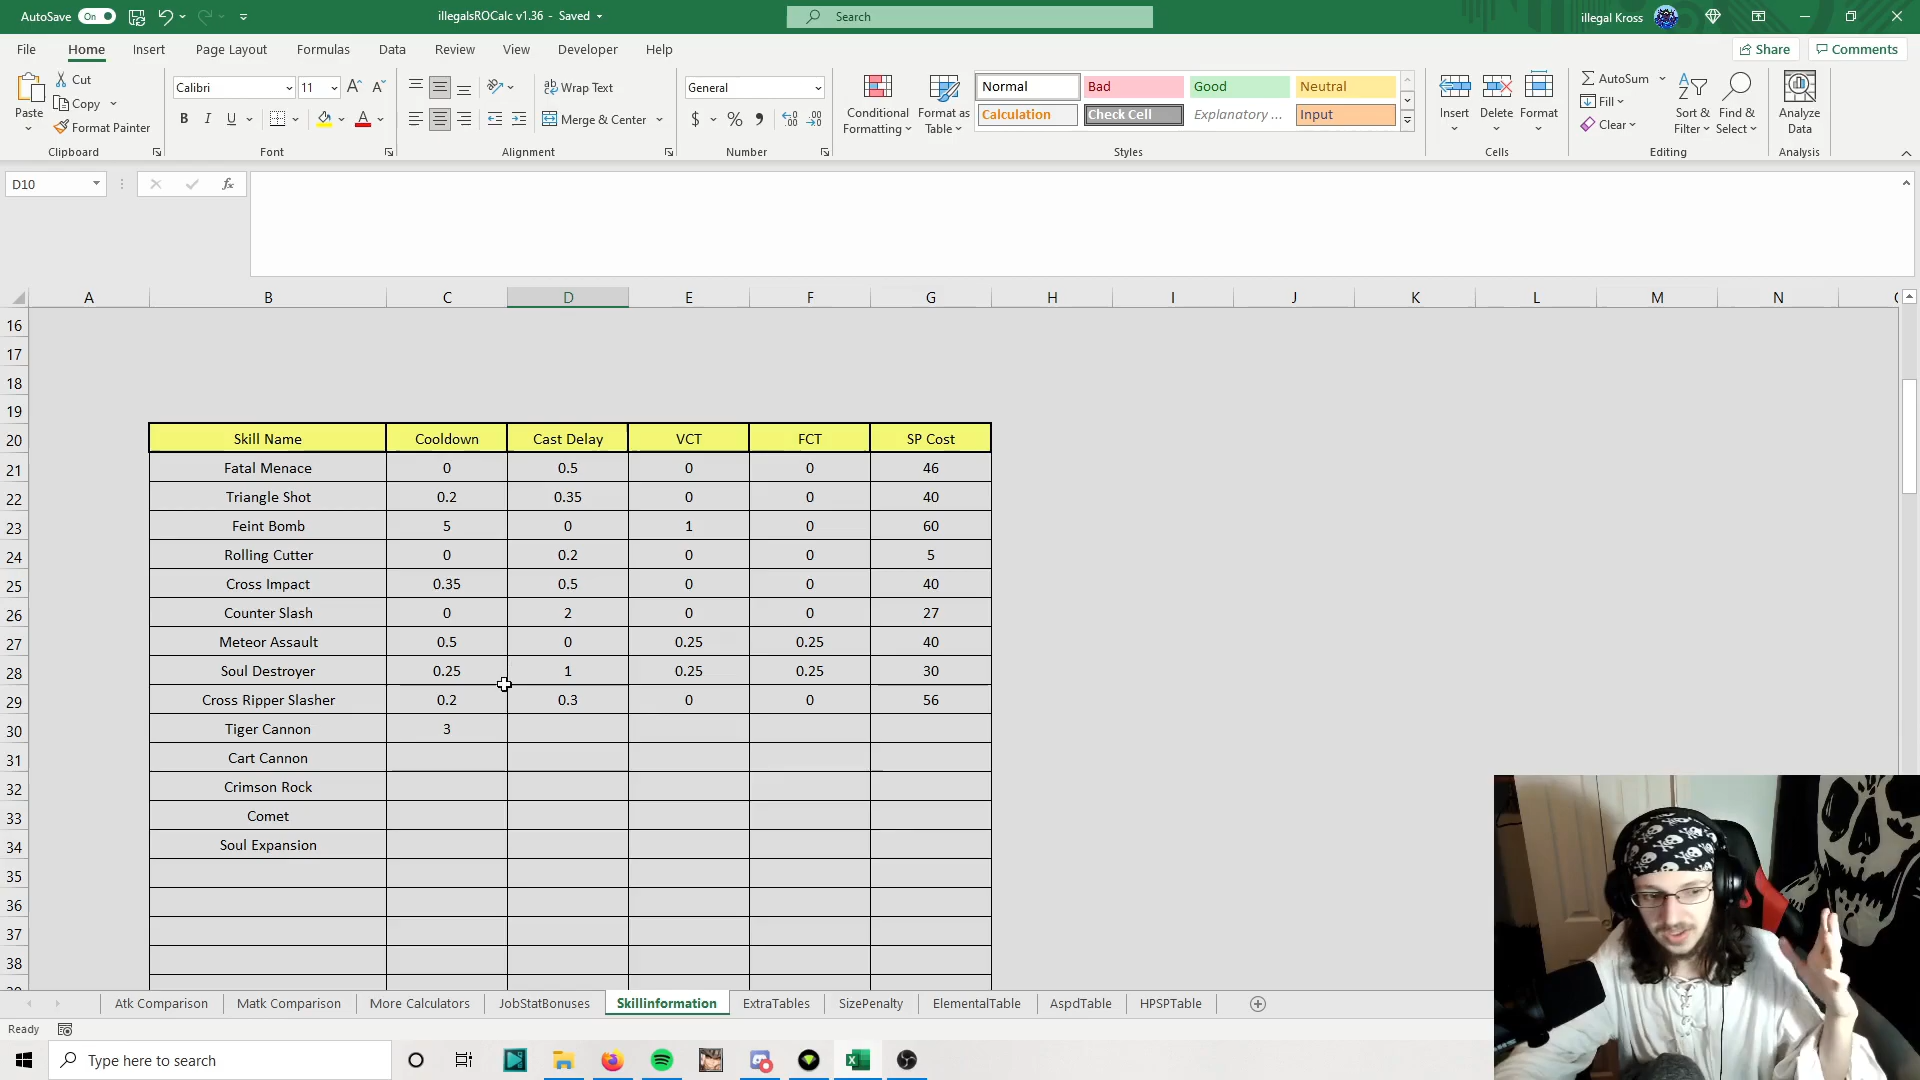 AutoSave On illegalsROCalc v1.36 - Saved Search illegal Kross
File Home Insert Page Layout Formulas Data Review View Developer Help Share Comments
Paste Cut Copy Format Painter Clipboard
Calibri 11 B I U Font
Wrap Text Merge & Center Alignment
General $ % Number
Conditional Formatting Format as Table
Normal Bad Good Neutral
Calculation Check Cell Explanatory ... Input
Styles
Insert Delete Format Cells
AutoSum Fill Clear Sort & Filter Find & Select Editing
Analyze Data Analysis
D10 fx
A B C D E F G H I J K L M N
16
17
18
19
20 Skill Name Cooldown Cast Delay VCT FCT SP Cost
21 Fatal Menace 0 0.5 0 0 46
22 Triangle Shot 0.2 0.35 0 0 40
23 Feint Bomb 5 0 1 0 60
24 Rolling Cutter 0 0.2 0 0 5
25 Cross Impact 0.35 0.5 0 0 40
26 Counter Slash 0 2 0 0 27
27 Meteor Assault 0.5 0 0.25 0.25 40
28 Soul Destroyer 0.25 1 0.25 0.25 30
29 Cross Ripper Slasher 0.2 0.3 0 0 56
30 Tiger Cannon 3
31 Cart Cannon
32 Crimson Rock
33 Comet
34 Soul Expansion
35
36
37
38
Atk Comparison Matk Comparison More Calculators JobStatBonuses Skillinformation ExtraTables SizePenalty ElementalTable AspdTable HPSPTable
Ready
Type here to search